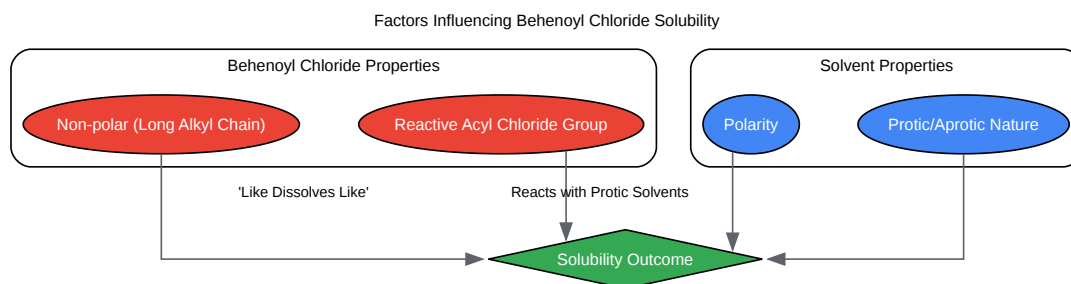 Factors Influencing Behenoyl Chloride Solubility
Behenoyl Chloride Properties
Solvent Properties
Non-polar (Long Alkyl Chain)
Reactive Acyl Chloride Group
Polarity
Protic/Aprotic Nature
'Like Dissolves Like'
Reacts with Protic Solvents
Solubility Outcome